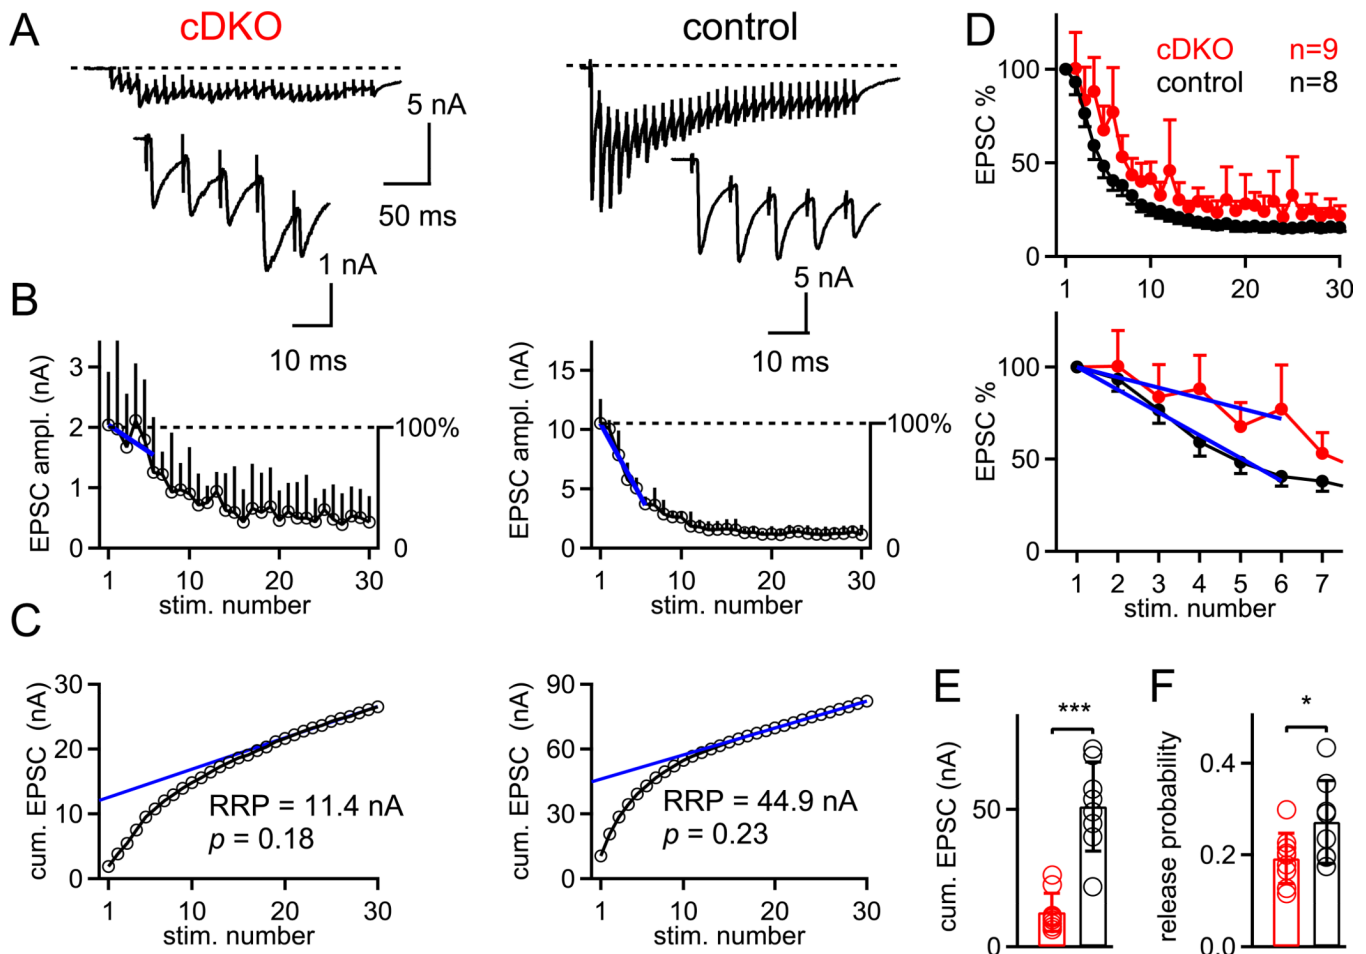 A
cDKO
control
5 nA
50 ms
1 nA
10 ms
5 nA
10 ms
B
EPSC ampl. (nA)
3
2
1
0
100%
0
1
10
20
30
stim. number
EPSC ampl. (nA)
15
10
5
0
100%
0
1
10
20
30
stim. number
C
cum. EPSC (nA)
30
20
10
0
RRP = 11.4 nA
p = 0.18
1
10
20
30
stim. number
cum. EPSC (nA)
90
60
30
0
RRP = 44.9 nA
p = 0.23
1
10
20
30
stim. number
D
cDKO n=9
control n=8
EPSC %
100
50
0
1
10
20
30
EPSC %
100
50
0
1 2 3 4 5 6 7
stim. number
E
***
cum. EPSC (nA)
50
0
F
*
release probability
0.4
0.2
0.0